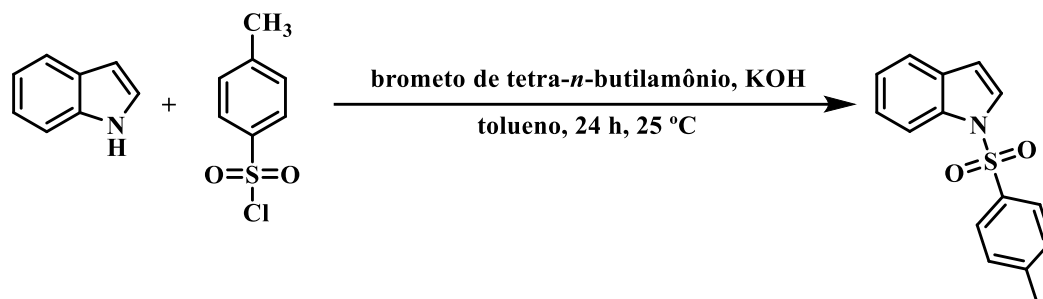 CH3
brometo de tetra-n-butilamônio, KOH
+
tolueno, 24 h, 25 ºC
N
H
O=S=O
Cl
N
O
S
O